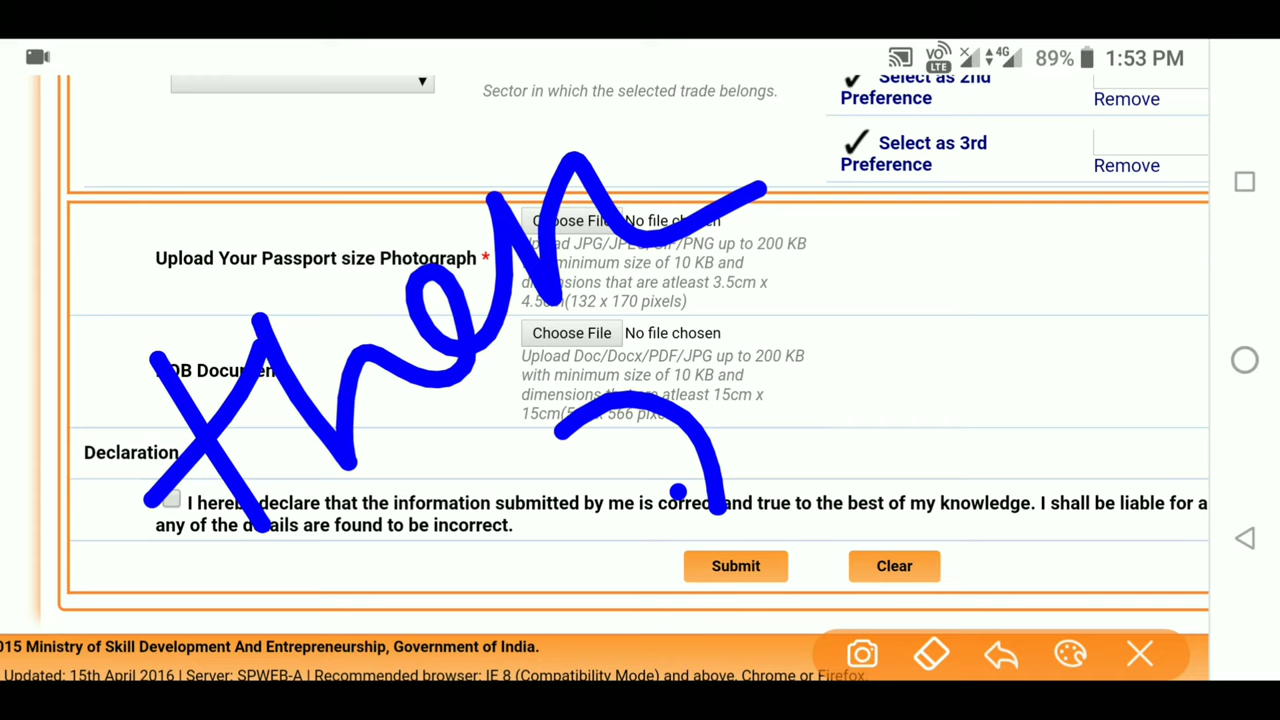 1:53 PM
89%
4G
VO
LTE
Select as 2nd
Preference
Remove
Sector in which the selected trade belongs.
Select as 3rd
Preference
Remove
Choose File No file chosen
Upload Your Passport size Photograph *
Upload JPG/JPEG/GIF/PNG up to 200 KB
minimum size of 10 KB and
dimensions that are atleast 3.5cm x
4.5cm(132 x 170 pixels)
Choose File No file chosen
DOB Document
Upload Doc/Docx/PDF/JPG up to 200 KB
with minimum size of 10 KB and
dimensions that are atleast 15cm x
15cm( 566 pixels)
Declaration
I hereby declare that the information submitted by me is correct and true to the best of my knowledge. I shall be liable for a
any of the details are found to be incorrect.
Submit Clear
015 Ministry of Skill Development And Entrepreneurship, Government of India.
Updated: 15th April 2016 | Server: SPWEB-A | Recommended browser: IE 8 (Compatibility Mode) and above, Chrome or Firefox.